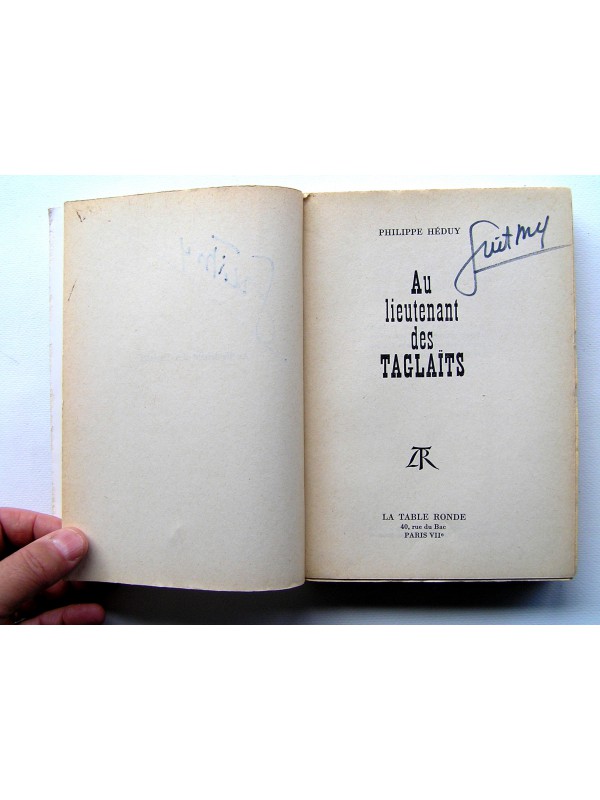 PHILIPPE HÉDUY
Au
lieutenant
des
TAGLAÏTS
LA TABLE RONDE
40, rue du Bac
PARIS VIIe